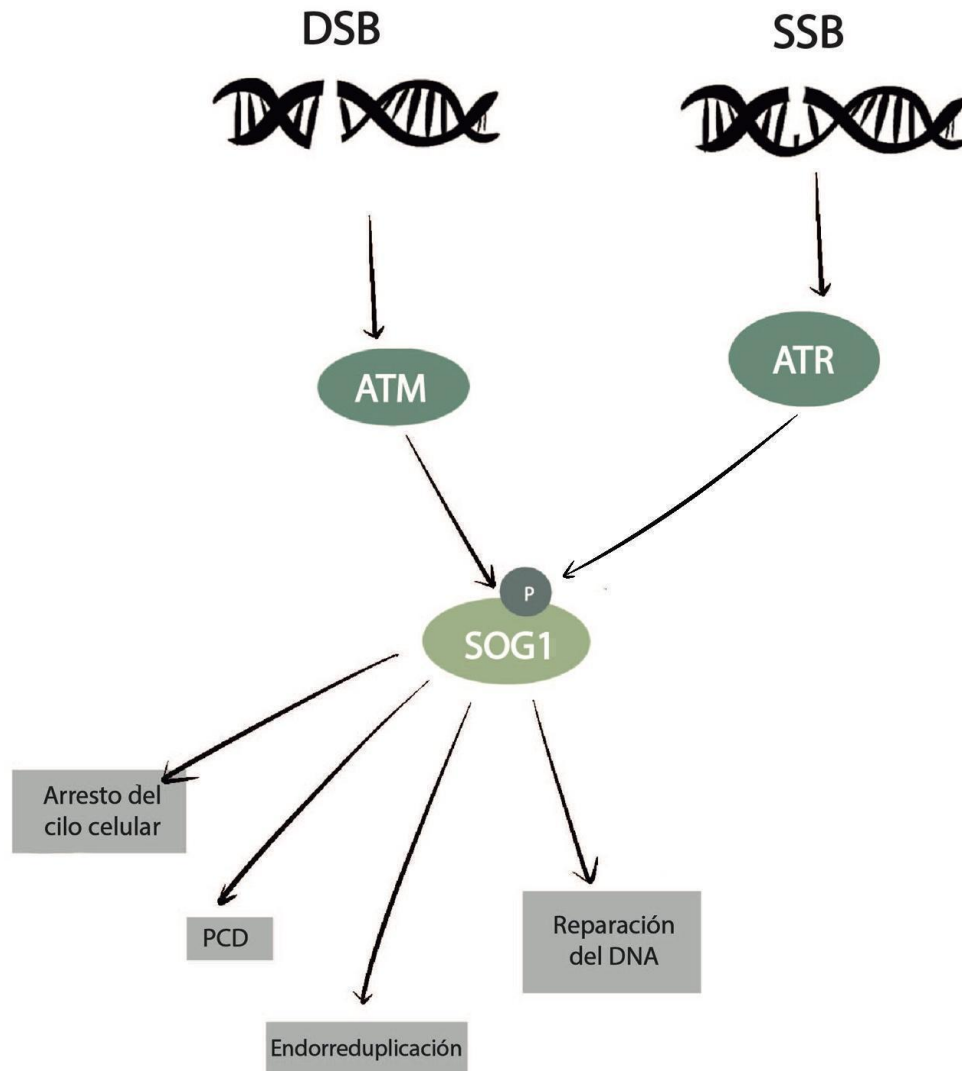 DSB
SSB
ATM
ATR
P
SOG1
Arresto del
cilo celular
PCD
Reparación
del DNA
Endorreduplicación